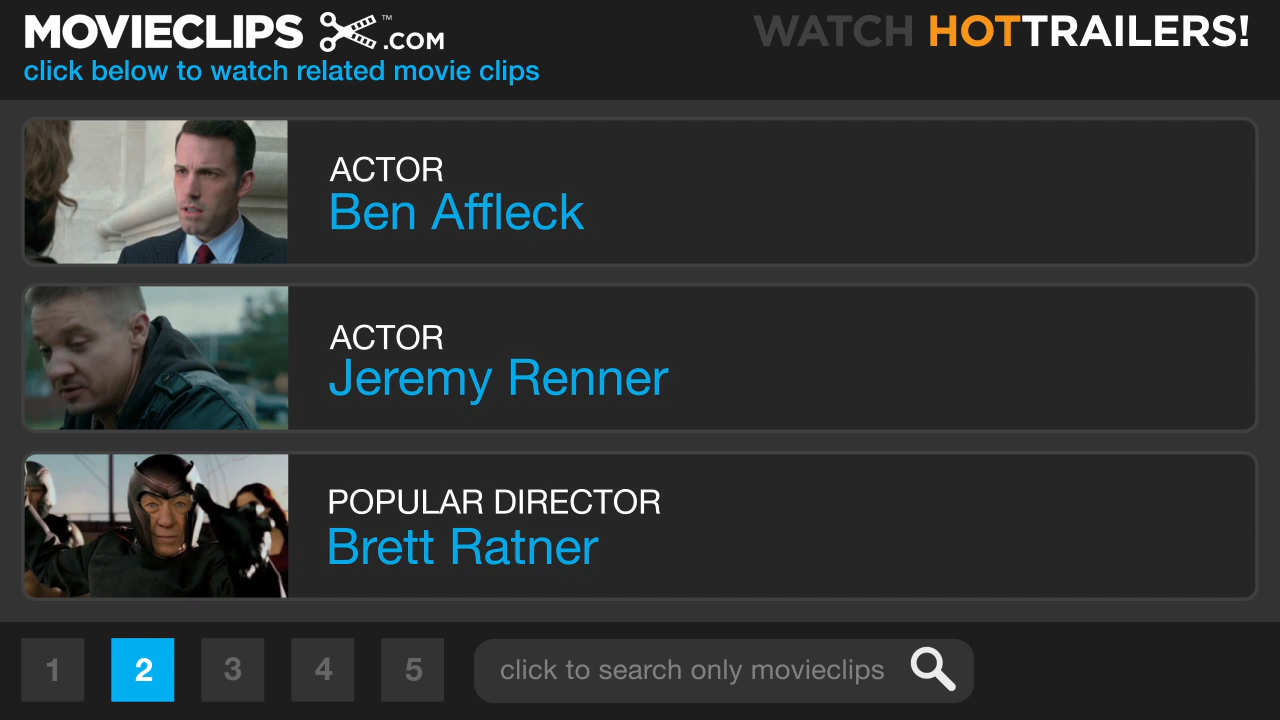 MOVIECLIPS ™ .COM
WATCH HOTTRAILERS!
click below to watch related movie clips
ACTOR
Ben Affleck
ACTOR
Jeremy Renner
POPULAR DIRECTOR
Brett Ratner
1 2 3 4 5 click to search only movieclips